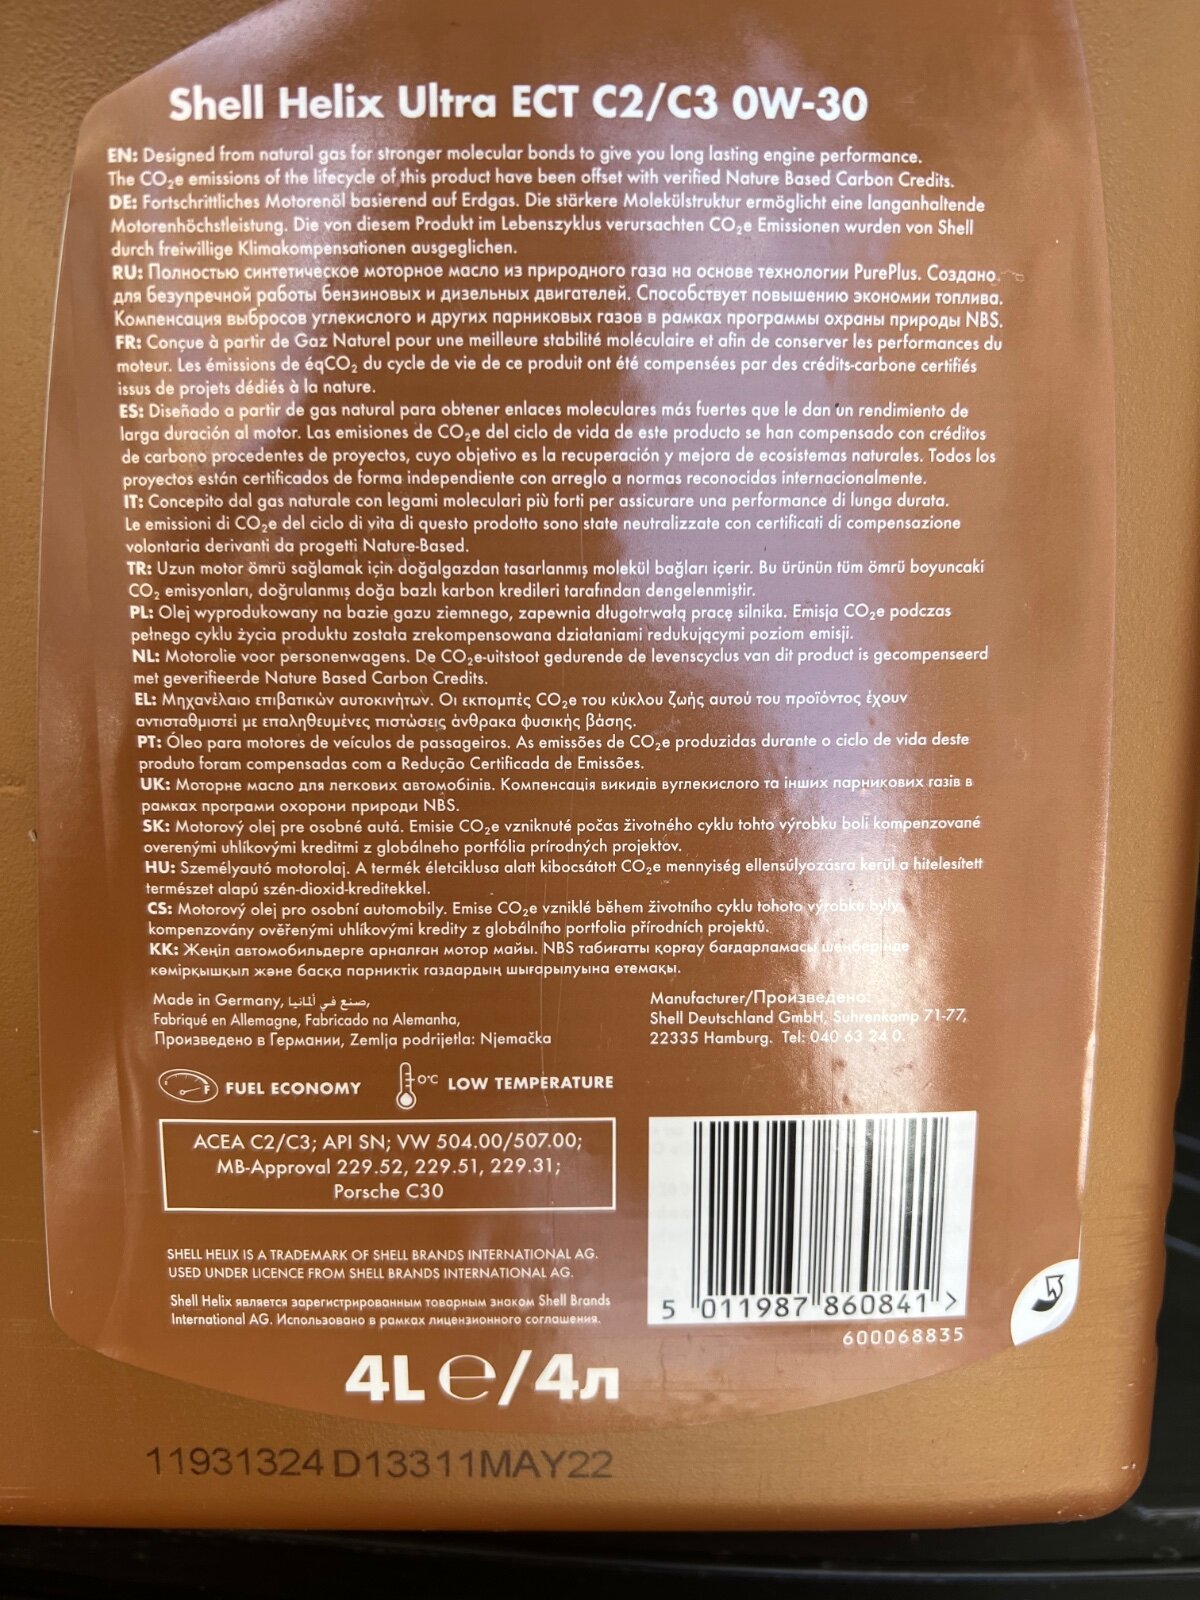 Shell Helix Ultra ECT C2/C3 0W-30
EN: Designed from natural gas for stronger molecular bonds to give you long lasting engine performance.
The CO₂e emissions of the lifecycle of this product have been offset with verified Nature Based Carbon Credits.
DE: Fortschrittliches Motorenöl basierend auf Erdgas. Die stärkere Molekülstruktur ermöglicht eine langanhaltende
Motorenhöchstleistung. Die von diesem Produkt im Lebenszyklus verursachten CO₂e Emissionen wurden von Shell
durch freiwillige Klimakompensationen ausgeglichen.
RU: Полностью синтетическое моторное масло из природного газа на основе технологии PurePlus. Создано
для безупречной работы бензиновых и дизельных двигателей. Способствует повышению экономии топлива.
Компенсация выбросов углекислого и других парниковых газов в рамках программы охраны природы NBS.
FR: Conçue à partir de Gaz Naturel pour une meilleure stabilité moléculaire et afin de conserver les performances du
moteur. Les émissions de éqCO₂ du cycle de vie de ce produit ont été compensées par des crédits-carbone certifiés
issus de projets dédiés à la nature.
ES: Diseñado a partir de gas natural para obtener enlaces moleculares más fuertes que le dan un rendimiento de
larga duración al motor. Las emisiones de CO₂e del ciclo de vida de este producto se han compensado con créditos
de carbono procedentes de proyectos, cuyo objetivo es la recuperación y mejora de ecosistemas naturales. Todos los
proyectos están certificados de forma independiente con arreglo a normas reconocidas internacionalmente.
IT: Concepito dal gas naturale con legami molecolari più forti per assicurare una performance di lunga durata.
Le emissioni di CO₂e del ciclo di vita di questo prodotto sono state neutralizzate con certificati di compensazione
volontaria derivanti da progetti Nature-Based.
TR: Uzun motor ömrü sağlamak için doğalgazdan tasarlanmış molekül bağları içerir. Bu ürünün tüm ömrü boyuncaki
CO₂ emisyonları, doğrulanmış doğa bazlı karbon kredileri tarafından dengelenmiştir.
PL: Olej wyprodukowany na bazie gazu ziemnego, zapewnia długotrwałą pracę silnika. Emisja CO₂e podczas
pełnego cyklu życia produktu została zrekompensowana działaniami redukującymi poziom emisji.
NL: Motorolie voor personenwagens. De CO₂e-uitstoot gedurende de levenscyclus van dit product is gecompenseerd
met geverifieerde Nature Based Carbon Credits.
EL: Μηχανέλαιο επιβατικών αυτοκινήτων. Οι εκπομπές CO₂e του κύκλου ζωής αυτού του προϊόντος έχουν
αντισταθμιστεί με επαληθευμένες πιστώσεις άνθρακα φυσικής βάσης.
PT: Óleo para motores de veículos de passageiros. As emissões de CO₂e produzidas durante o ciclo de vida deste
produto foram compensadas com a Redução Certificada de Emissões.
UK: Моторне масло для легкових автомобілів. Компенсація викидів вуглекислого та інших парникових газів в
рамках програми охорони природи NBS.
SK: Motorový olej pre osobné autá. Emisie CO₂e vzniknuté počas životného cyklu tohto výrobku boli kompenzované
overenými uhlíkovými kreditmi z globálneho portfólia prírodných projektov.
HU: Személyautó motorolaj. A termék életciklusa alatt kibocsátott CO₂e mennyiség ellensúlyozásra kerül a hitelesített
természet alapú szén-dioxid-kreditekkel.
CS: Motorový olej pro osobní automobily. Emise CO₂e vzniklé během životního cyklu tohoto výrobku byly
kompenzovány ověřenými uhlíkovými kredity z globálního portfolia přírodních projektů.
KK: Жеңіл автомобильдерге арналған мотор майы. NBS табиғатты қорғау бағдарламасы шеңберінде
көмірқышқыл және басқа парниктік газдардың шығарылуына өтемақы.
Made in Germany, صنع في ألمانيا,
Fabriqué en Allemagne, Fabricado na Alemanha,
Произведено в Германии, Zemlja podrijetla: Njemačka
Manufacturer/Произведено:
Shell Deutschland GmbH, Suhrenkamp 71-77,
22335 Hamburg. Tel: 040 63 24 0.
F FUEL ECONOMY
0°C LOW TEMPERATURE
ACEA C2/C3; API SN; VW 504.00/507.00;
MB-Approval 229.52, 229.51, 229.31;
Porsche C30
SHELL HELIX IS A TRADEMARK OF SHELL BRANDS INTERNATIONAL AG.
USED UNDER LICENCE FROM SHELL BRANDS INTERNATIONAL AG.
Shell Helix является зарегистрированным товарным знаком Shell Brands
International AG. Использовано в рамках лицензионного соглашения.
5 011987 860841 >
600068835
4L ℮/4л
11931324 D13311MAY22